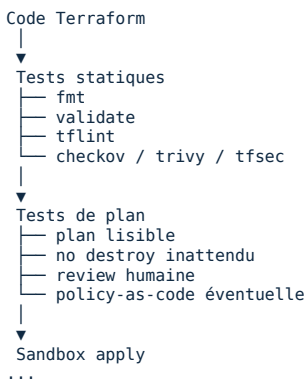 Code Terraform
│
▼
Tests statiques
├── fmt
├── validate
├── tflint
└── checkov / trivy / tfsec
│
▼
Tests de plan
├── plan lisible
├── no destroy inattendu
├── review humaine
└── policy-as-code éventuelle
│
▼
Sandbox apply
...